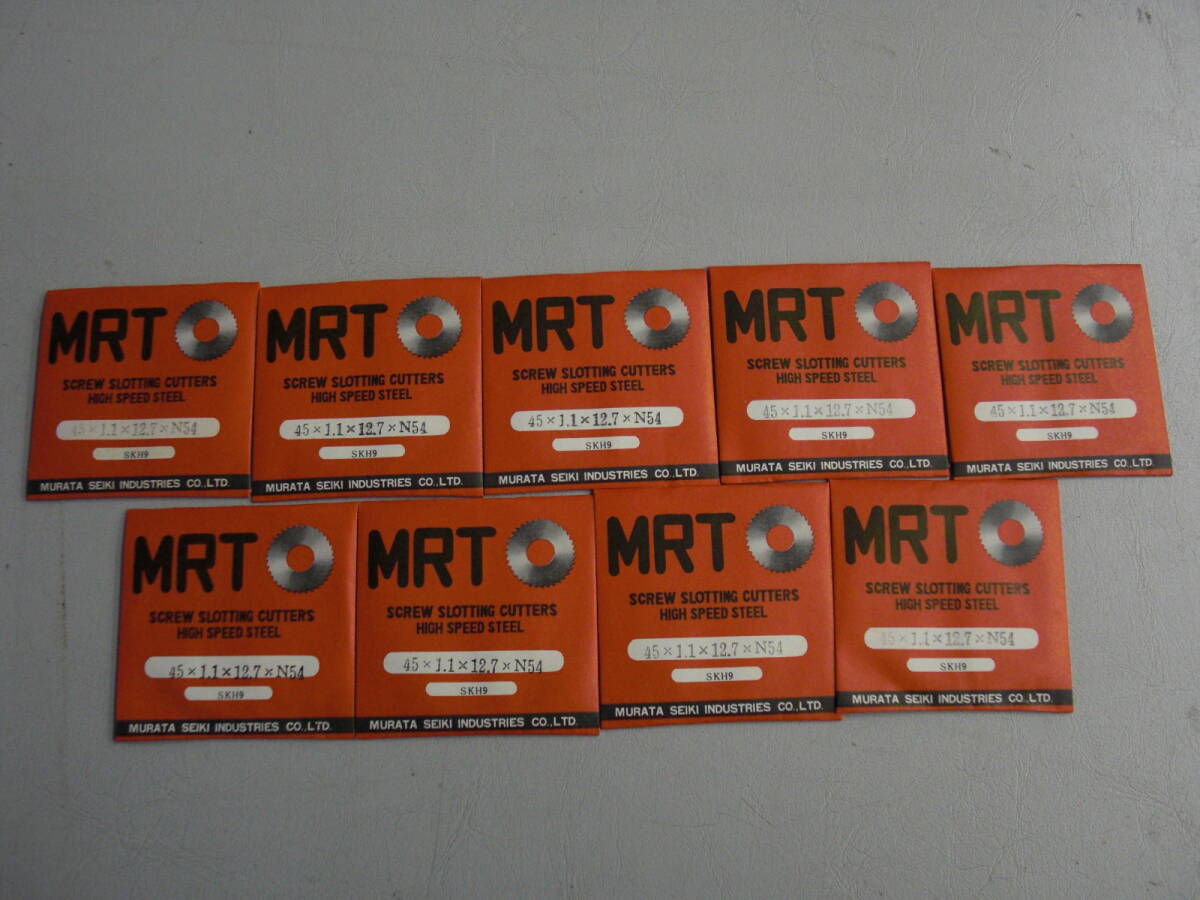 MRT
SCREW SLOTTING CUTTERS
HIGH SPEED STEEL
45×1.1×12.7×N54
SKH9
MURATA SEIKI INDUSTRIES CO.,LTD.
MRT
SCREW SLOTTING CUTTERS
HIGH SPEED STEEL
45×1.1×12.7×N54
SKH9
MURATA SEIKI INDUSTRIES CO.,LTD.
MRT
SCREW SLOTTING CUTTERS
HIGH SPEED STEEL
45×1.1×12.7×N54
SKH9
MURATA SEIKI INDUSTRIES CO.,LTD.
MRT
SCREW SLOTTING CUTTERS
HIGH SPEED STEEL
45×1.1×12.7×N54
SKH9
MURATA SEIKI INDUSTRIES CO.,LTD.
MRT
SCREW SLOTTING CUTTERS
HIGH SPEED STEEL
45×1.1×12.7×N54
SKH9
MURATA SEIKI INDUSTRIES CO.,LTD.
MRT
SCREW SLOTTING CUTTERS
HIGH SPEED STEEL
45×1.1×12.7×N54
SKH9
MURATA SEIKI INDUSTRIES CO.,LTD.
MRT
SCREW SLOTTING CUTTERS
HIGH SPEED STEEL
45×1.1×12.7×N54
SKH9
MURATA SEIKI INDUSTRIES CO.,LTD.
MRT
SCREW SLOTTING CUTTERS
HIGH SPEED STEEL
45×1.1×12.7×N54
SKH9
MURATA SEIKI INDUSTRIES CO.,LTD.
MRT
SCREW SLOTTING CUTTERS
HIGH SPEED STEEL
45×1.1×12.7×N54
SKH9
MURATA SEIKI INDUSTRIES CO.,LTD.